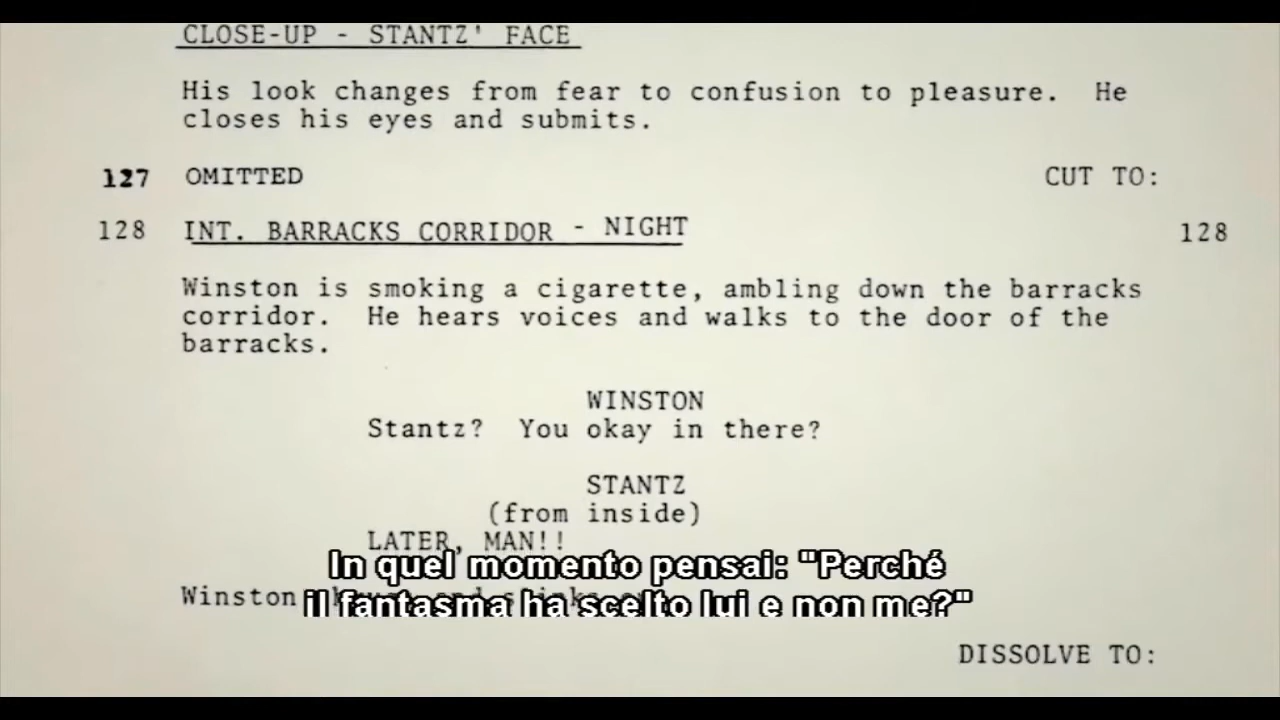 CLOSE-UP - STANTZ' FACE
His look changes from fear to confusion to pleasure.  He
closes his eyes and submits.
127 OMITTED CUT TO:
128 INT. BARRACKS CORRIDOR - NIGHT 128
Winston is smoking a cigarette, ambling down the barracks
corridor.  He hears voices and walks to the door of the
barracks.
WINSTON
Stantz?  You okay in there?
STANTZ
(from inside)
LATER, MAN!!
In quel momento pensai: "Perché
Winston
il fantasma ha scelto lui e non me?"
DISSOLVE TO: